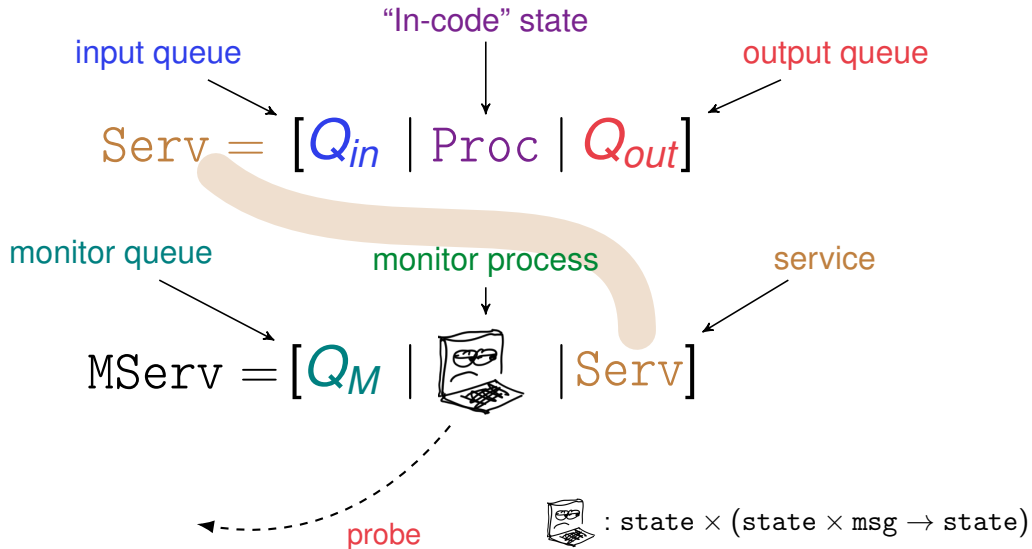 “In-code” state
input queue
output queue
Serv = [Q_in | Proc | Q_out]
monitor queue
monitor process
service
MServ = [Q_M | | Serv]
probe
: state × (state × msg → state)